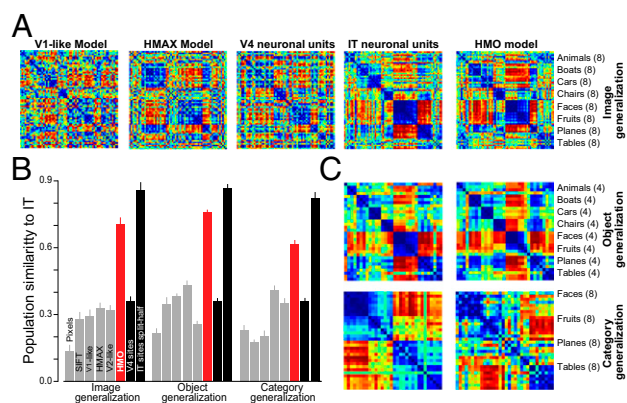 A
V1-like Model
HMAX Model
V4 neuronal units
IT neuronal units
HMO model
Animals (8)
Boats (8)
Cars (8)
Chairs (8)
Faces (8)
Fruits (8)
Planes (8)
Tables (8)
Image
generalization
B
Population similaritty to IT
0.9
0.6
0.3
0.0
Pixels
SIFT
V1-like
HMAX
V2-like
HMO
V4 sites
IT sites split-half
Image
generalization
Object
generalization
Category
generalization
C
Animals (4)
Boats (4)
Cars (4)
Chairs (4)
Faces (4)
Fruits (4)
Planes (4)
Tables (4)
Object
generalization
Faces (8)
Fruits (8)
Planes (8)
Tables (8)
Category
generalization